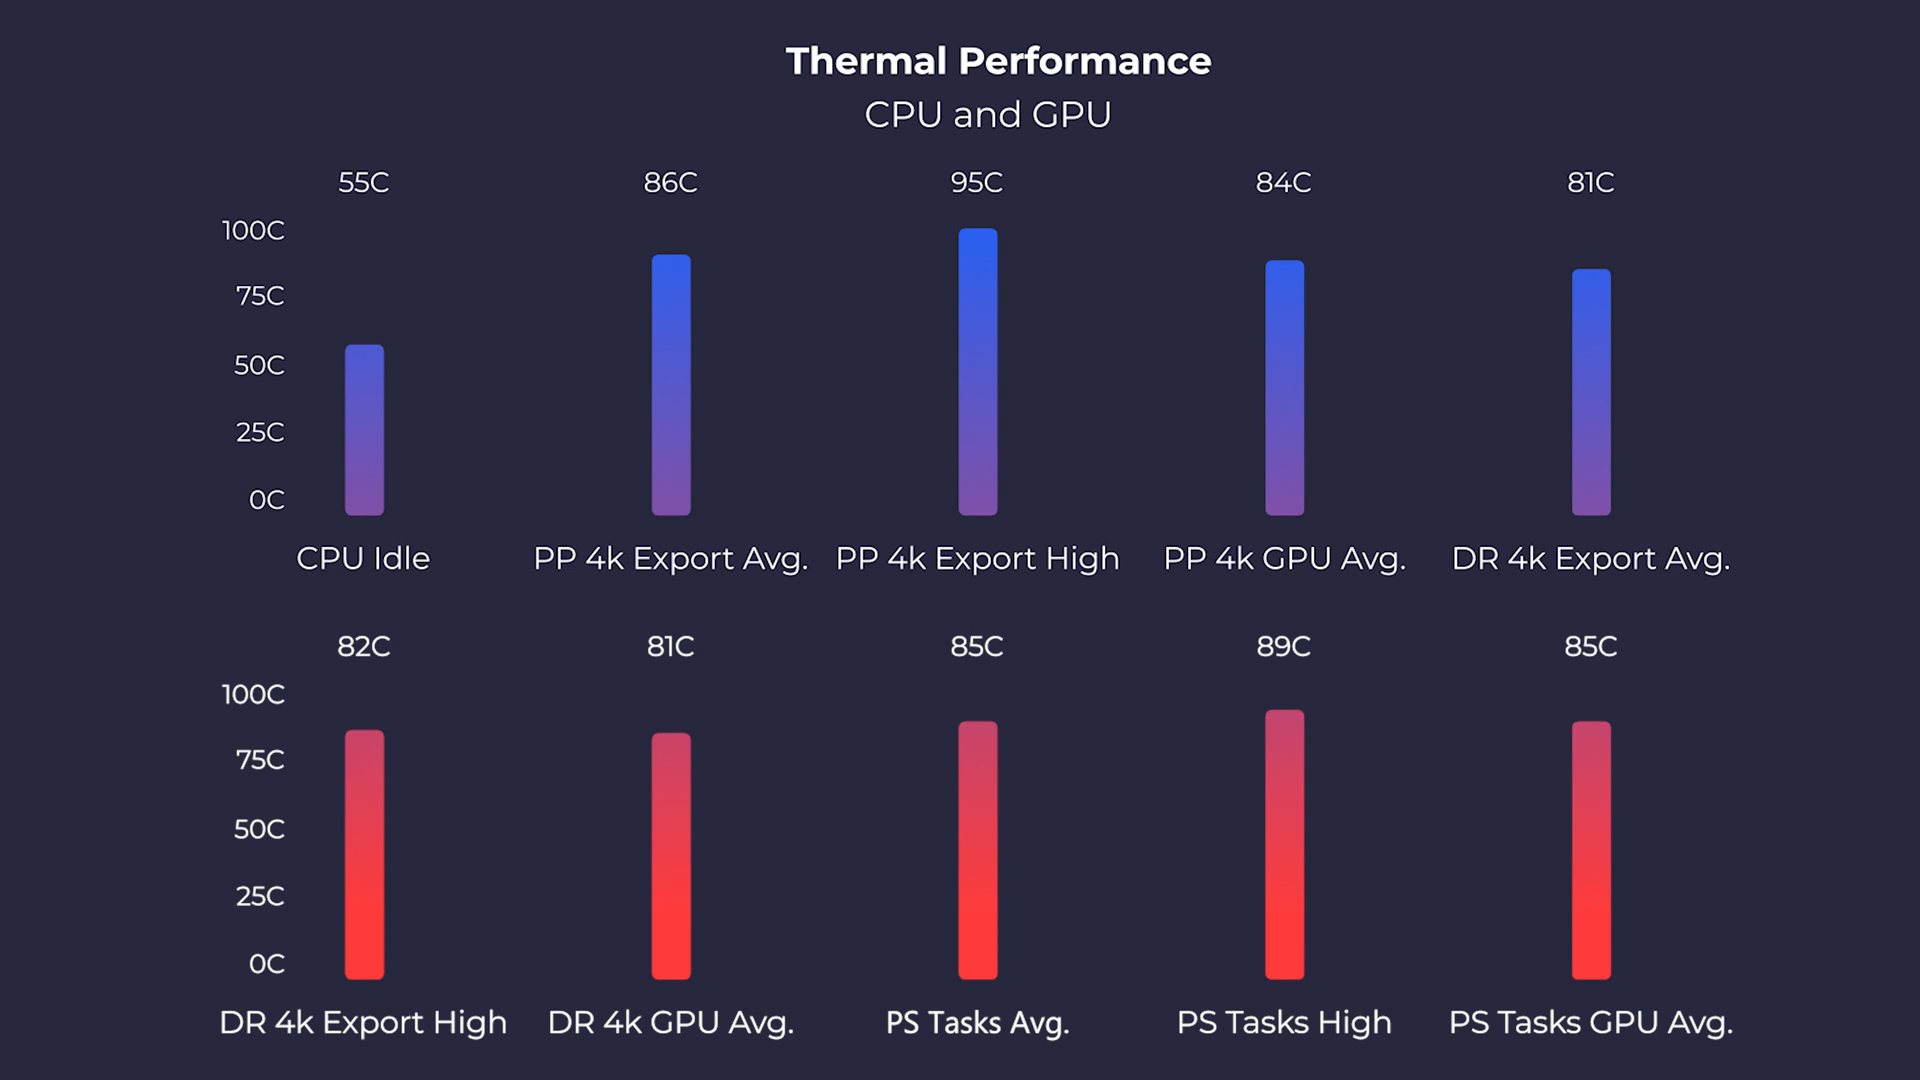 Thermal Performance
CPU and GPU
55C 86C 95C 84C 81C
100C
75C
50C
25C
0C
CPU Idle PP 4k Export Avg. PP 4k Export High PP 4k GPU Avg. DR 4k Export Avg.
82C 81C 85C 89C 85C
100C
75C
50C
25C
0C
DR 4k Export High DR 4k GPU Avg. PS Tasks Avg. PS Tasks High PS Tasks GPU Avg.